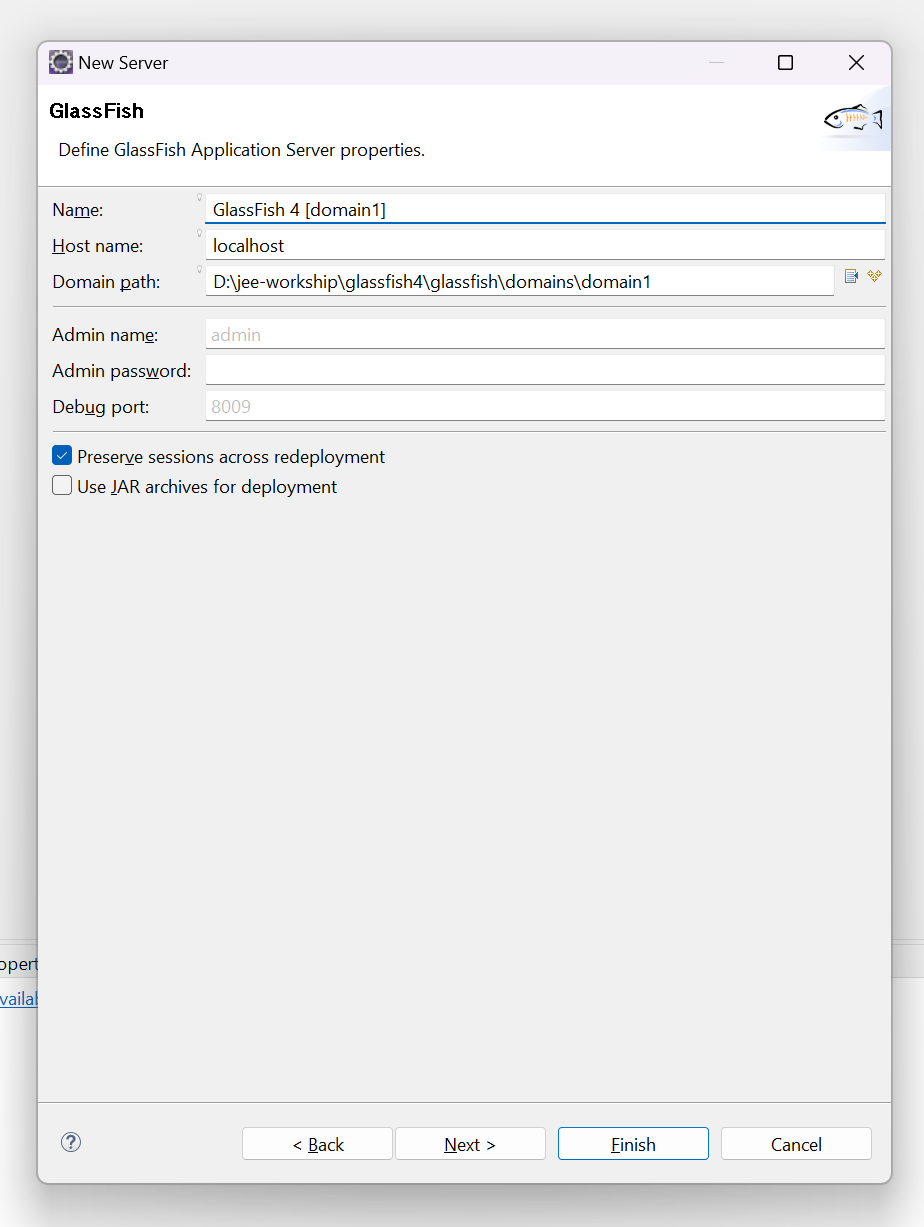 New Server
GlassFish
Define GlassFish Application Server properties.
Name: GlassFish 4 [domain1]
Host name: localhost
Domain path: D:\jee-workship\glassfish4\glassfish\domains\domain1
Admin name: admin
Admin password:
Debug port: 8009
Preserve sessions across redeployment
Use JAR archives for deployment
opert
vailab
< Back Next > Finish Cancel